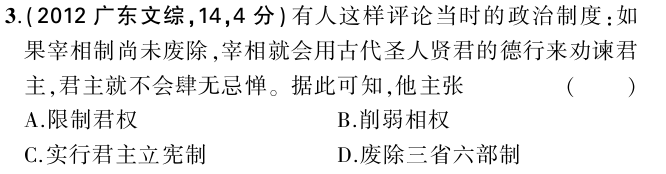 3.(2012广东文综,14,4分)有人这样评论当时的政治制度:如
果宰相制尚未废除,宰相就会用古代圣人贤君的德行来劝谏君
主,君主就不会肆无忌惮。据此可知,他主张 ( )
A.限制君权 B.削弱相权
C.实行君主立宪制 D.废除三省六部制